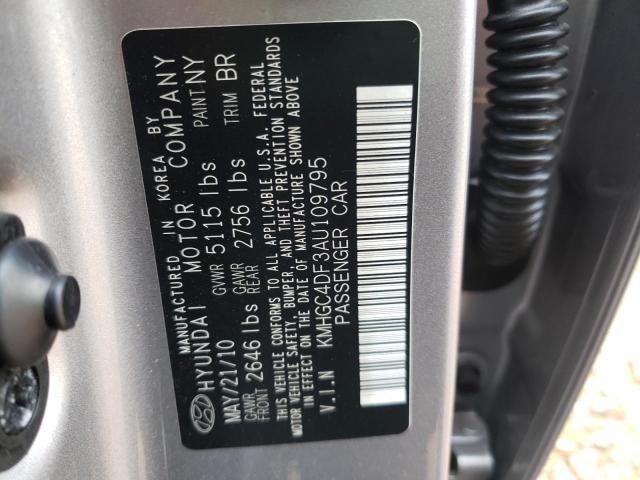 MANUFACTURED IN KOREA BY
HYUNDAI MOTOR COMPANY
MAY/21/10 GVWR 5115 lbs PAINT NY
GAWR FRONT 2646 lbs GAWR REAR 2756 lbs TRIM BR
THIS VEHICLE CONFORMS TO ALL APPLICABLE U.S.A. FEDERAL
MOTOR VEHICLE SAFETY, BUMPER, AND THEFT PREVENTION STANDARDS
IN EFFECT ON THE DATE OF MANUFACTURE SHOWN ABOVE
V.I.N KMHGC4DF3AU109795
PASSENGER CAR